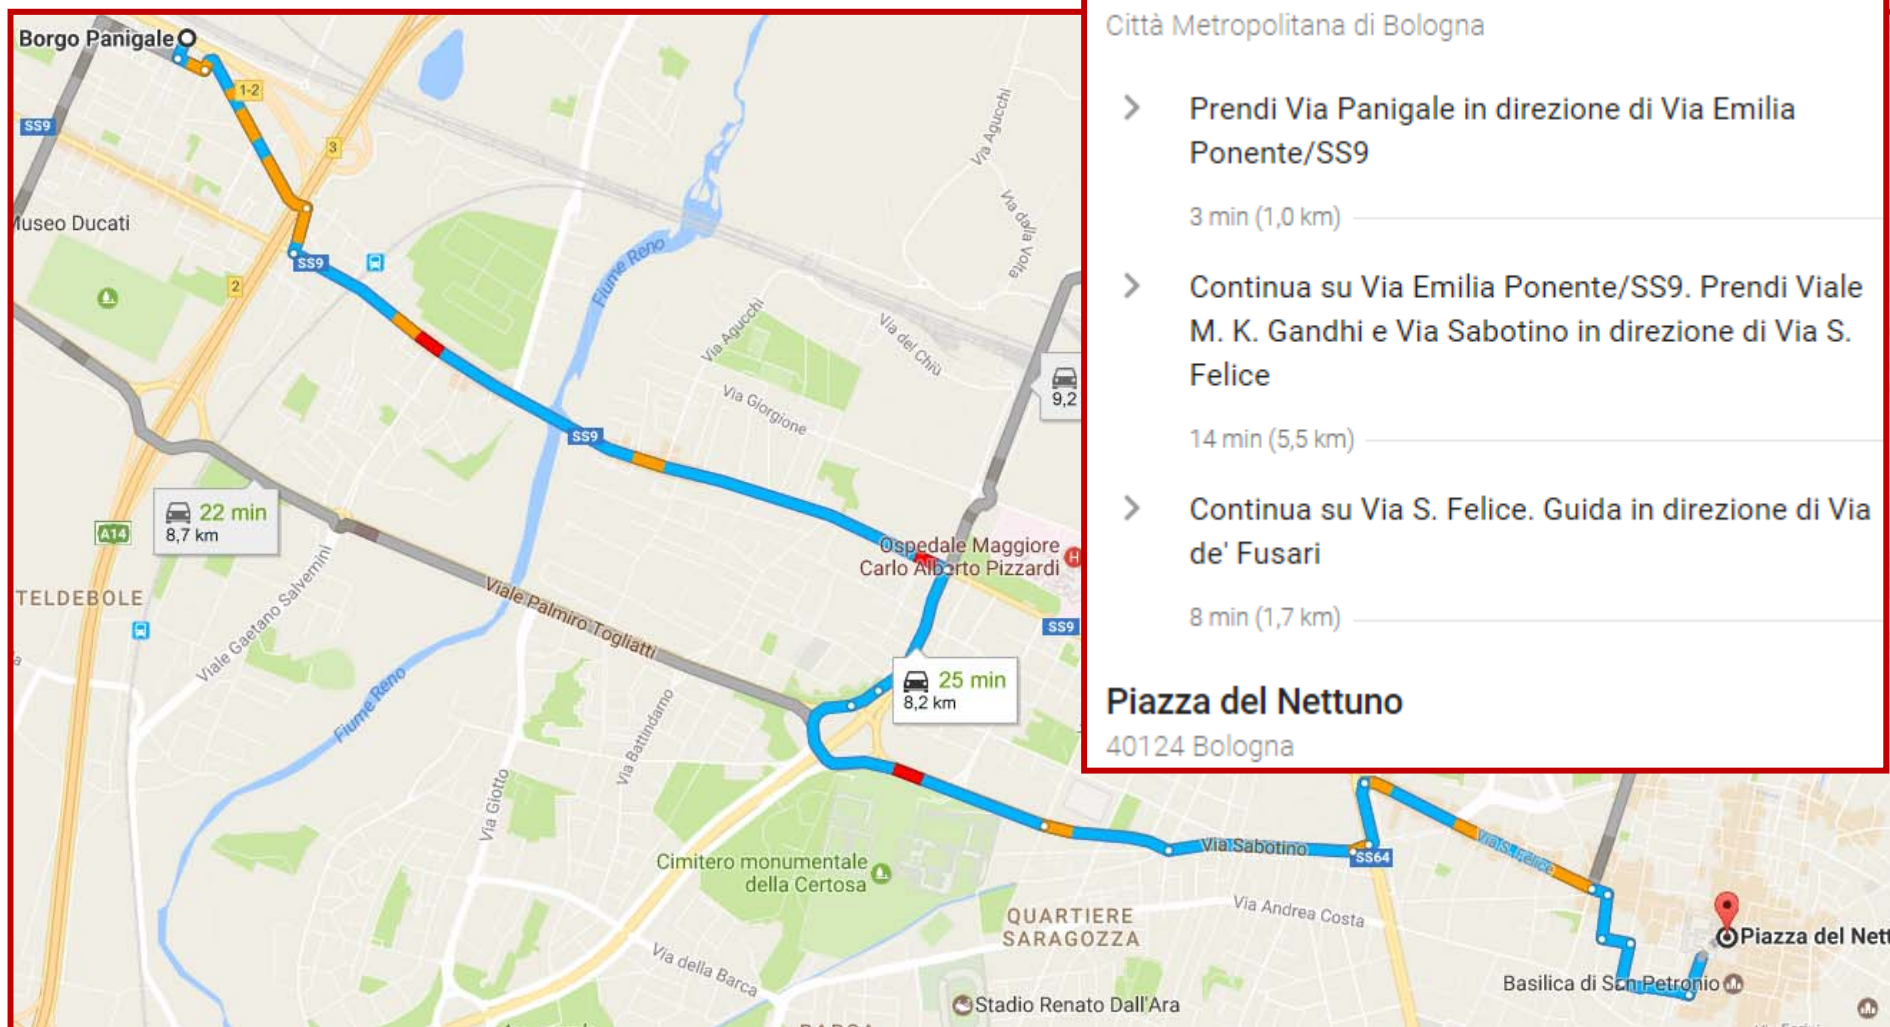 Città Metropolitana di Bologna
Prendi Via Panigale in direzione di Via Emilia
Ponente/SS9
3 min (1,0 km)
Continua su Via Emilia Ponente/SS9. Prendi Viale
M. K. Gandhi e Via Sabotino in direzione di Via S.
Felice
14 min (5,5 km)
Continua su Via S. Felice. Guida in direzione di Via
de' Fusari
8 min (1,7 km)
Piazza del Nettuno
40124 Bologna
Borgo Panigale
1-2
SS9
3
Museo Ducati
SS9
2
Fiume Reno
Via Agucchi
Via dalla Volta
Via Agucchi
Via del Chiù
Via Giorgione
9,2
SS9
22 min
8,7 km
A14
Ospedale Maggiore
Carlo Alberto Pizzardi
H
TELDEBOLE
Viale Gaetano Salvemini
Viale Palmiro Togliatti
SS9
25 min
8,2 km
Fiume Reno
Via Battindarno
Via Giotto
Via Sabotino
SS64
Via S. Felice
Cimitero monumentale
della Certosa
Via Andrea Costa
QUARTIERE
SARAGOZZA
Piazza del Nett
Via della Barca
Basilica di San Petronio
Stadio Renato Dall'Ara